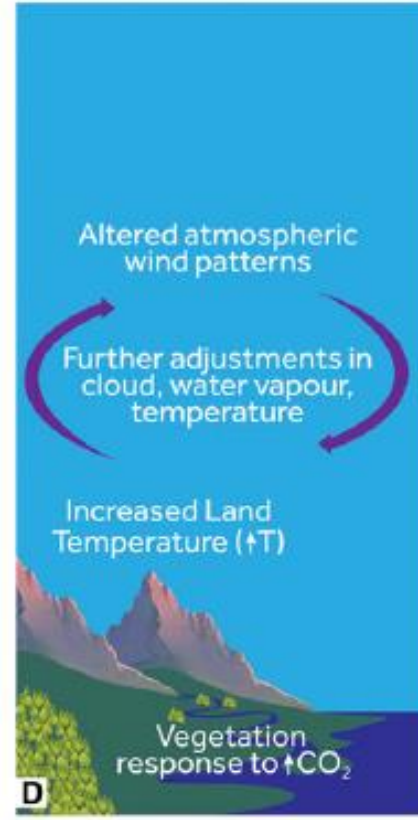 Altered atmospheric
wind patterns
Further adjustments in
cloud, water vapour,
temperature
Increased Land
Temperature (↑T)
Vegetation
response to ↑CO₂
D